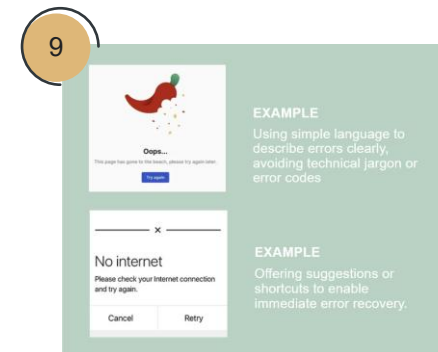 9
Oops...
This page has gone to the beach, please try again later.
Try again
EXAMPLE
Using simple language to
describe errors clearly,
avoiding technical jargon or
error codes
No internet
Please check your Internet connection
and try again.
Cancel
Retry
EXAMPLE
Offering suggestions or
shortcuts to enable
immediate error recovery.